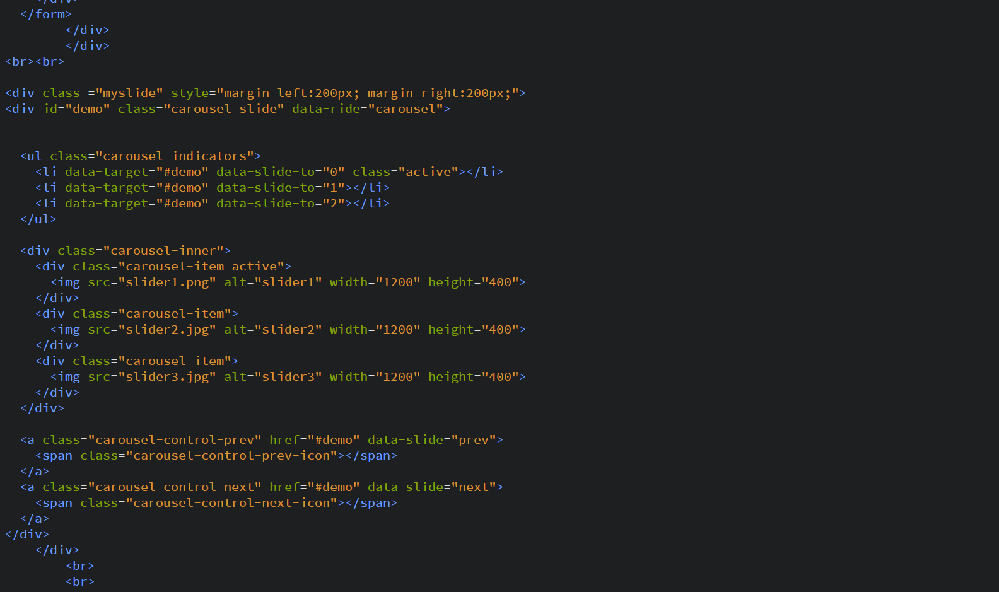 </div>
</form>
</div>
</div>
<br><br>
<div class ="myslide" style="margin-left:200px; margin-right:200px;">
<div id="demo" class="carousel slide" data-ride="carousel">
<ul class="carousel-indicators">
<li data-target="#demo" data-slide-to="0" class="active"></li>
<li data-target="#demo" data-slide-to="1"></li>
<li data-target="#demo" data-slide-to="2"></li>
</ul>
<div class="carousel-inner">
<div class="carousel-item active">
<img src="slider1.png" alt="slider1" width="1200" height="400">
</div>
<div class="carousel-item">
<img src="slider2.jpg" alt="slider2" width="1200" height="400">
</div>
<div class="carousel-item">
<img src="slider3.jpg" alt="slider3" width="1200" height="400">
</div>
</div>
<a class="carousel-control-prev" href="#demo" data-slide="prev">
<span class="carousel-control-prev-icon"></span>
</a>
<a class="carousel-control-next" href="#demo" data-slide="next">
<span class="carousel-control-next-icon"></span>
</a>
</div>
</div>
<br>
<br>